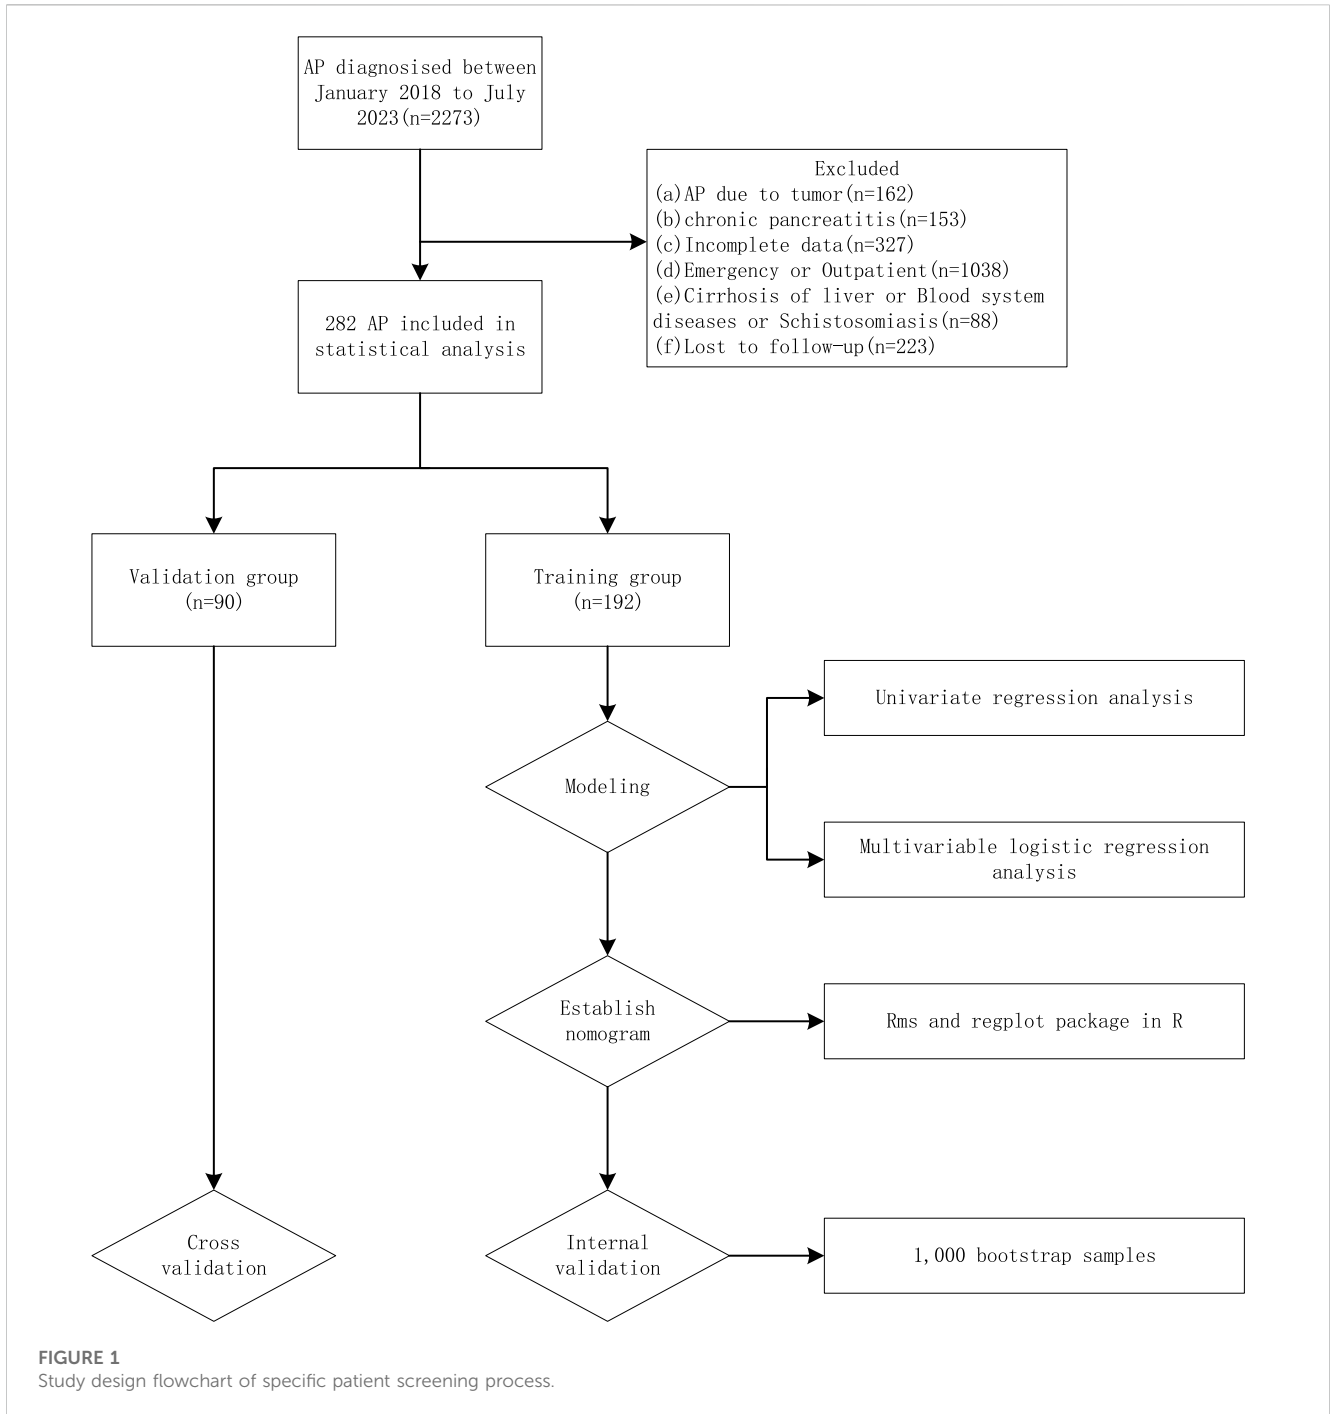 AP diagnosised between
January 2018 to July
2023(n=2273)
Excluded
(a)AP due to tumor(n=162)
(b)chronic pancreatitis(n=153)
(c)Incomplete data(n=327)
(d)Emergency or Outpatient(n=1038)
(e)Cirrhosis of liver or Blood system
diseases or Schistosomiasis(n=88)
(f)Lost to follow-up(n=223)
282 AP included in
statistical analysis
Validation group
(n=90)
Training group
(n=192)
Univariate regression analysis
Modeling
Multivariable logistic regression
analysis
Establish
nomogram
Rms and regplot package in R
Cross
validation
Internal
validation
1,000 bootstrap samples
FIGURE 1
Study design flowchart of specific patient screening process.